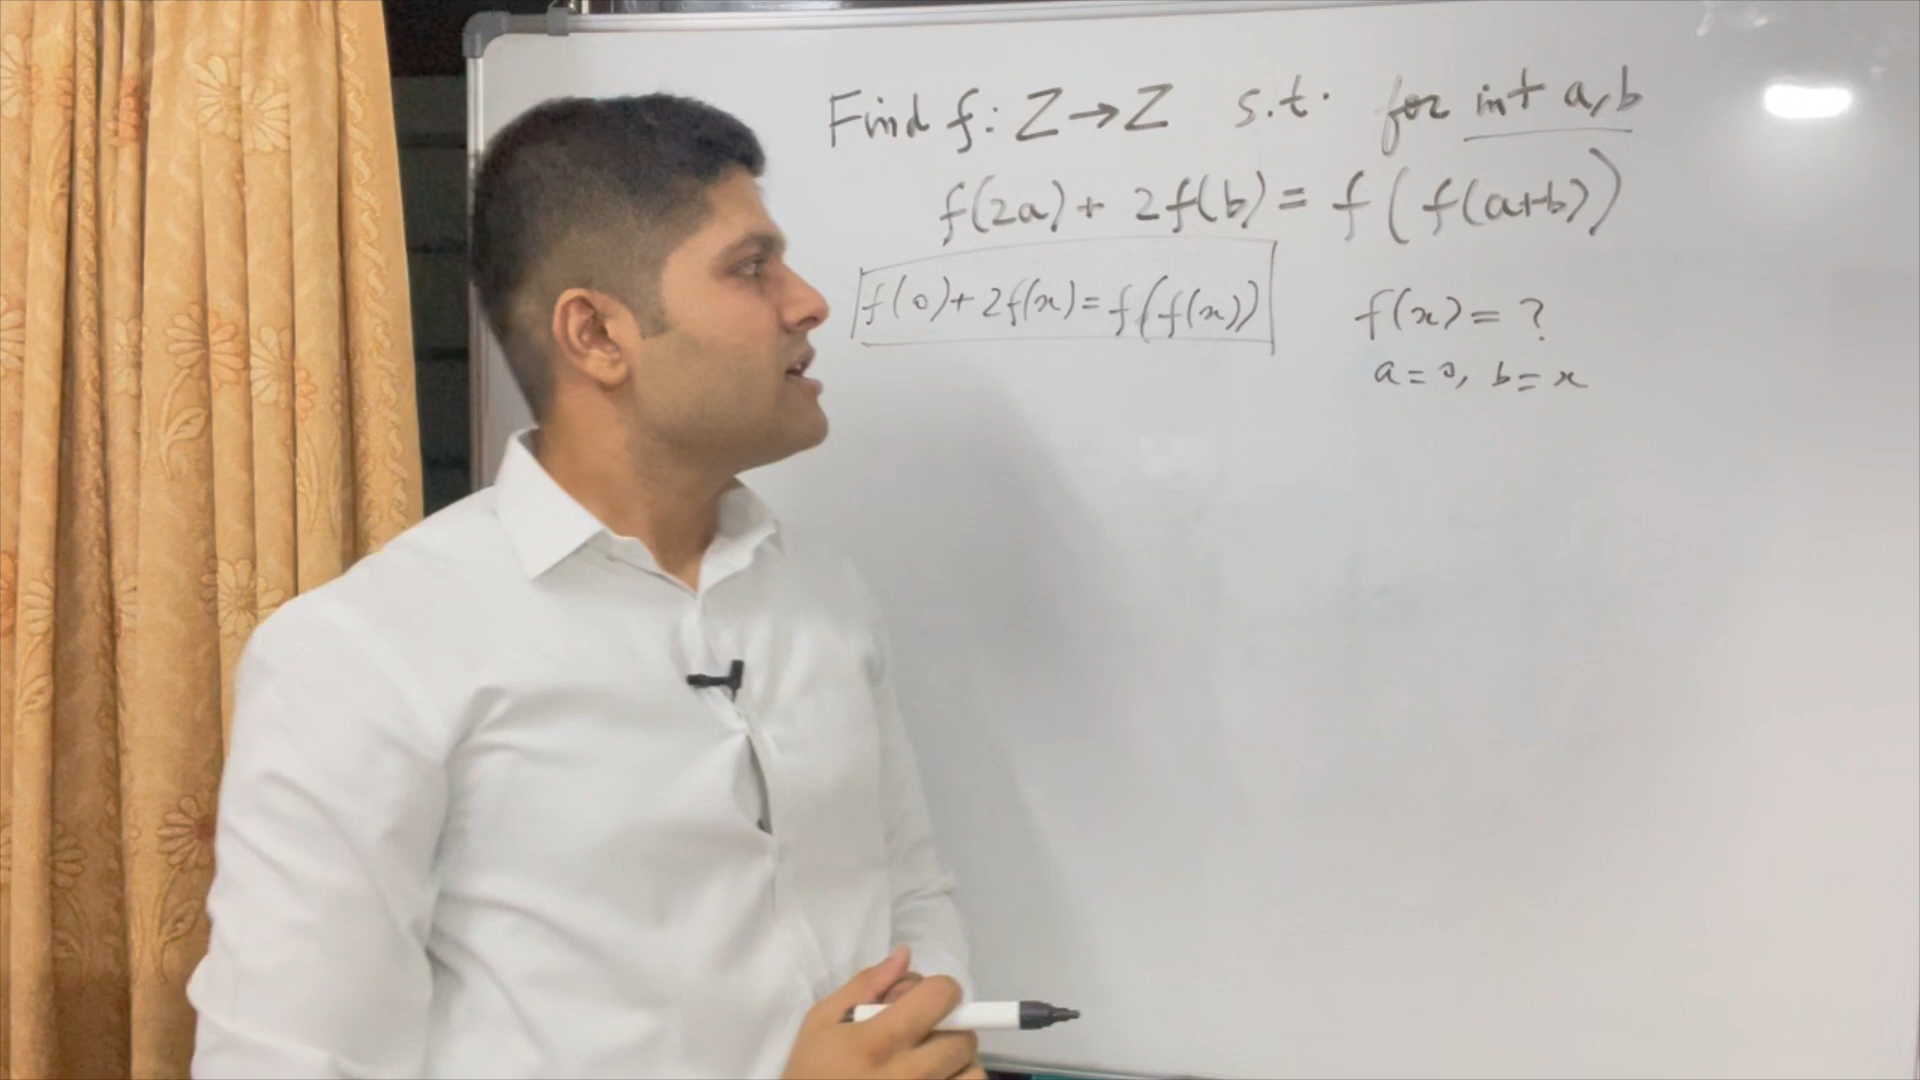 Find f: Z→Z s.t. for int a,b
f(2a)+ 2f(b)= f(f(a+b))
f(0)+2f(x)=f(f(x))
f(x)= ?
a=0, b=x